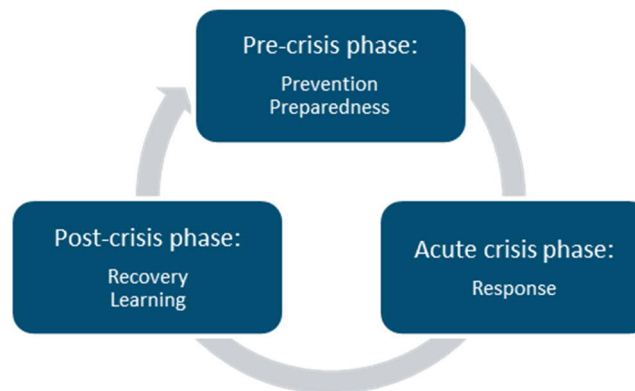 Pre-crisis phase:
Prevention
Preparedness
Acute crisis phase:
Response
Post-crisis phase:
Recovery
Learning